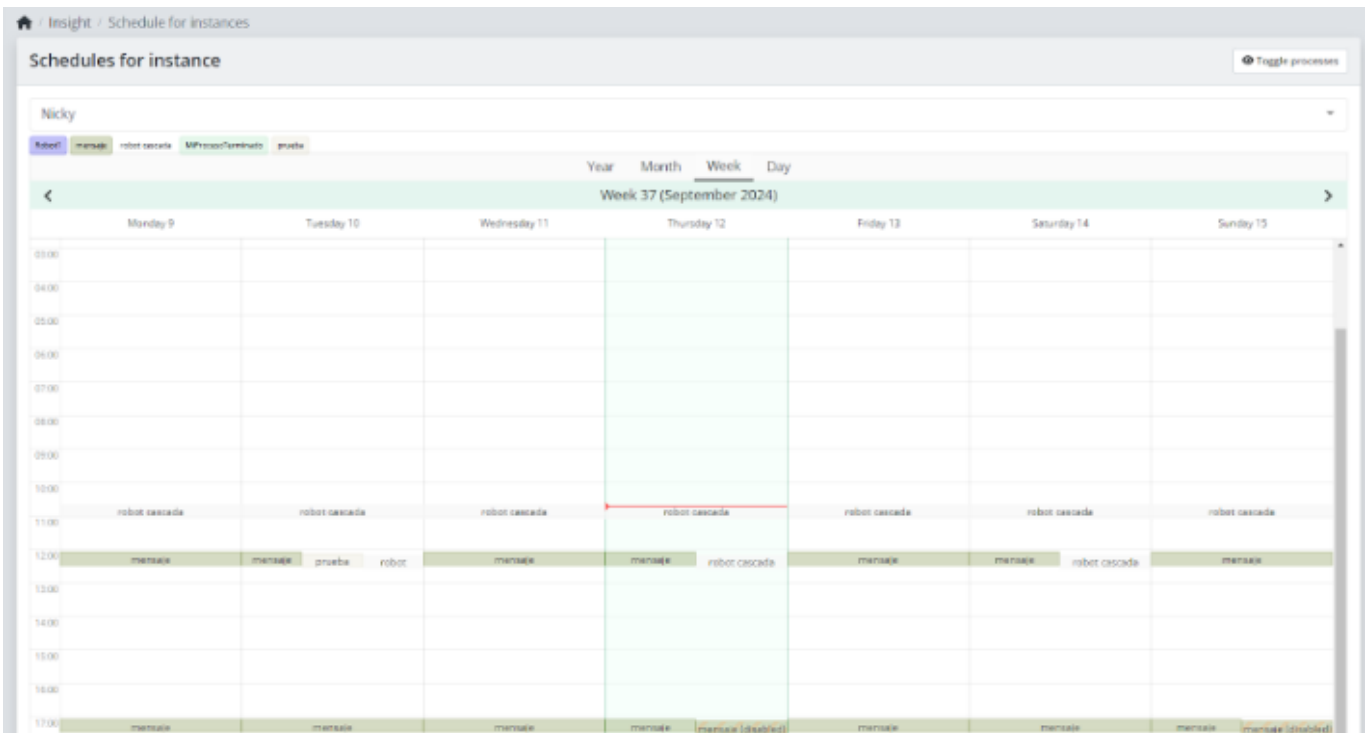 / Insight / Schedule for instances
Schedules for instance
Toggle processes
Nicky
Robot1 mensaje robot cascada MiProcesoTerminado prueba
Year Month Week Day
Week 37 (September 2024)
Monday 9 Tuesday 10 Wednesday 11 Thursday 12 Friday 13 Saturday 14 Sunday 15
03:00
04:00
05:00
06:00
07:00
08:00
09:00
10:00
robot cascada robot cascada robot cascada robot cascada robot cascada robot cascada robot cascada
11:00
12:00 mensaje mensaje prueba robot mensaje mensaje robot cascada mensaje mensaje robot cascada mensaje
13:00
14:00
15:00
16:00
17:00 mensaje mensaje mensaje mensaje mensaje [disabled] mensaje mensaje mensaje mensaje [disabled]